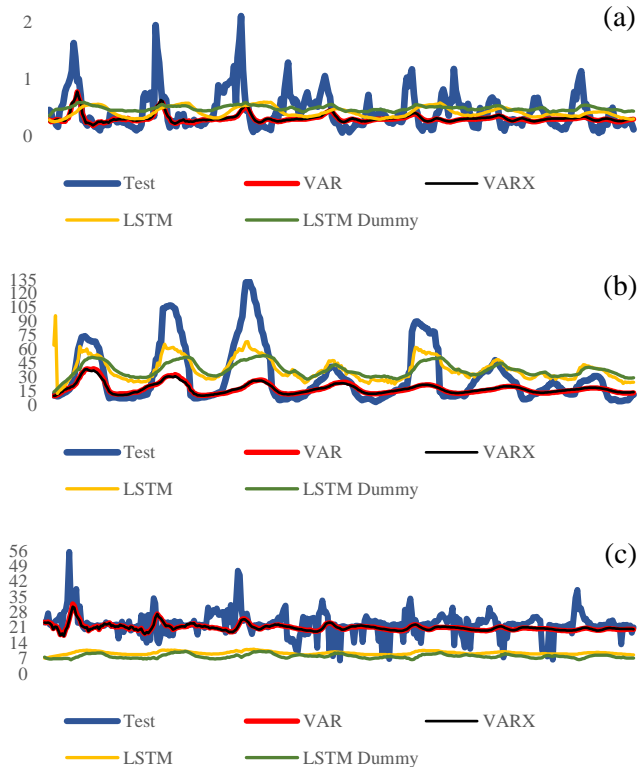 (a)
2
1
0
Test VAR VARX
LSTM LSTM Dummy
(b)
135
120
105
90
75
60
45
30
15
0
Test VAR VARX
LSTM LSTM Dummy
(c)
56
49
42
35
28
21
14
7
0
Test VAR VARX
LSTM LSTM Dummy